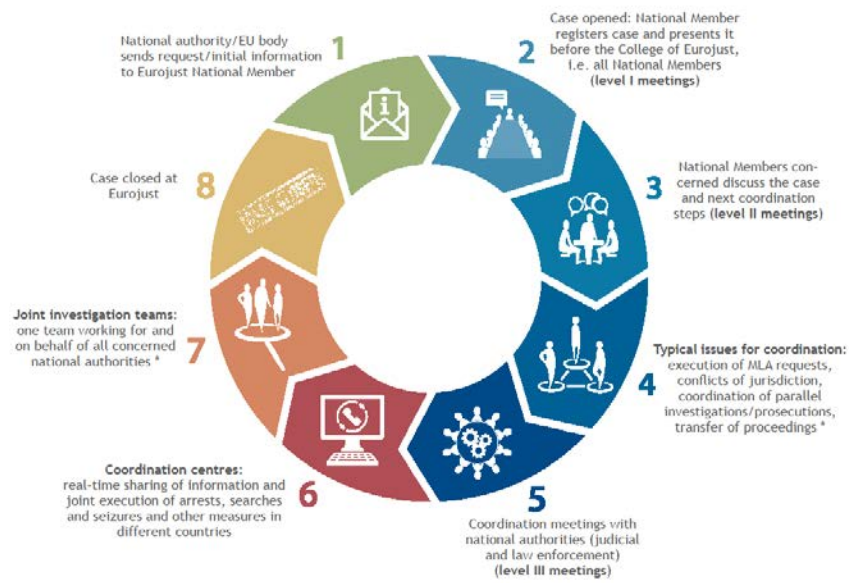 1
National authority/EU body
sends request/initial information
to Eurojust National Member
2
Case opened: National Member
registers case and presents it
before the College of Eurojust,
i.e. all National Members
(level I meetings)
3
National Members con-
cerned discuss the case
and next coordination
steps (level II meetings)
4
Typical issues for coordination:
execution of MLA requests,
conflicts of jurisdiction,
coordination of parallel
investigations/prosecutions,
transfer of proceedings *
5
Coordination meetings with
national authorities (judicial
and law enforcement)
(level III meetings)
6
Coordination centres:
real-time sharing of information and
joint execution of arrests, searches
and seizures and other measures in
different countries
7
Joint investigation teams:
one team working for and
on behalf of all concerned
national authorities *
8
Case closed at
Eurojust